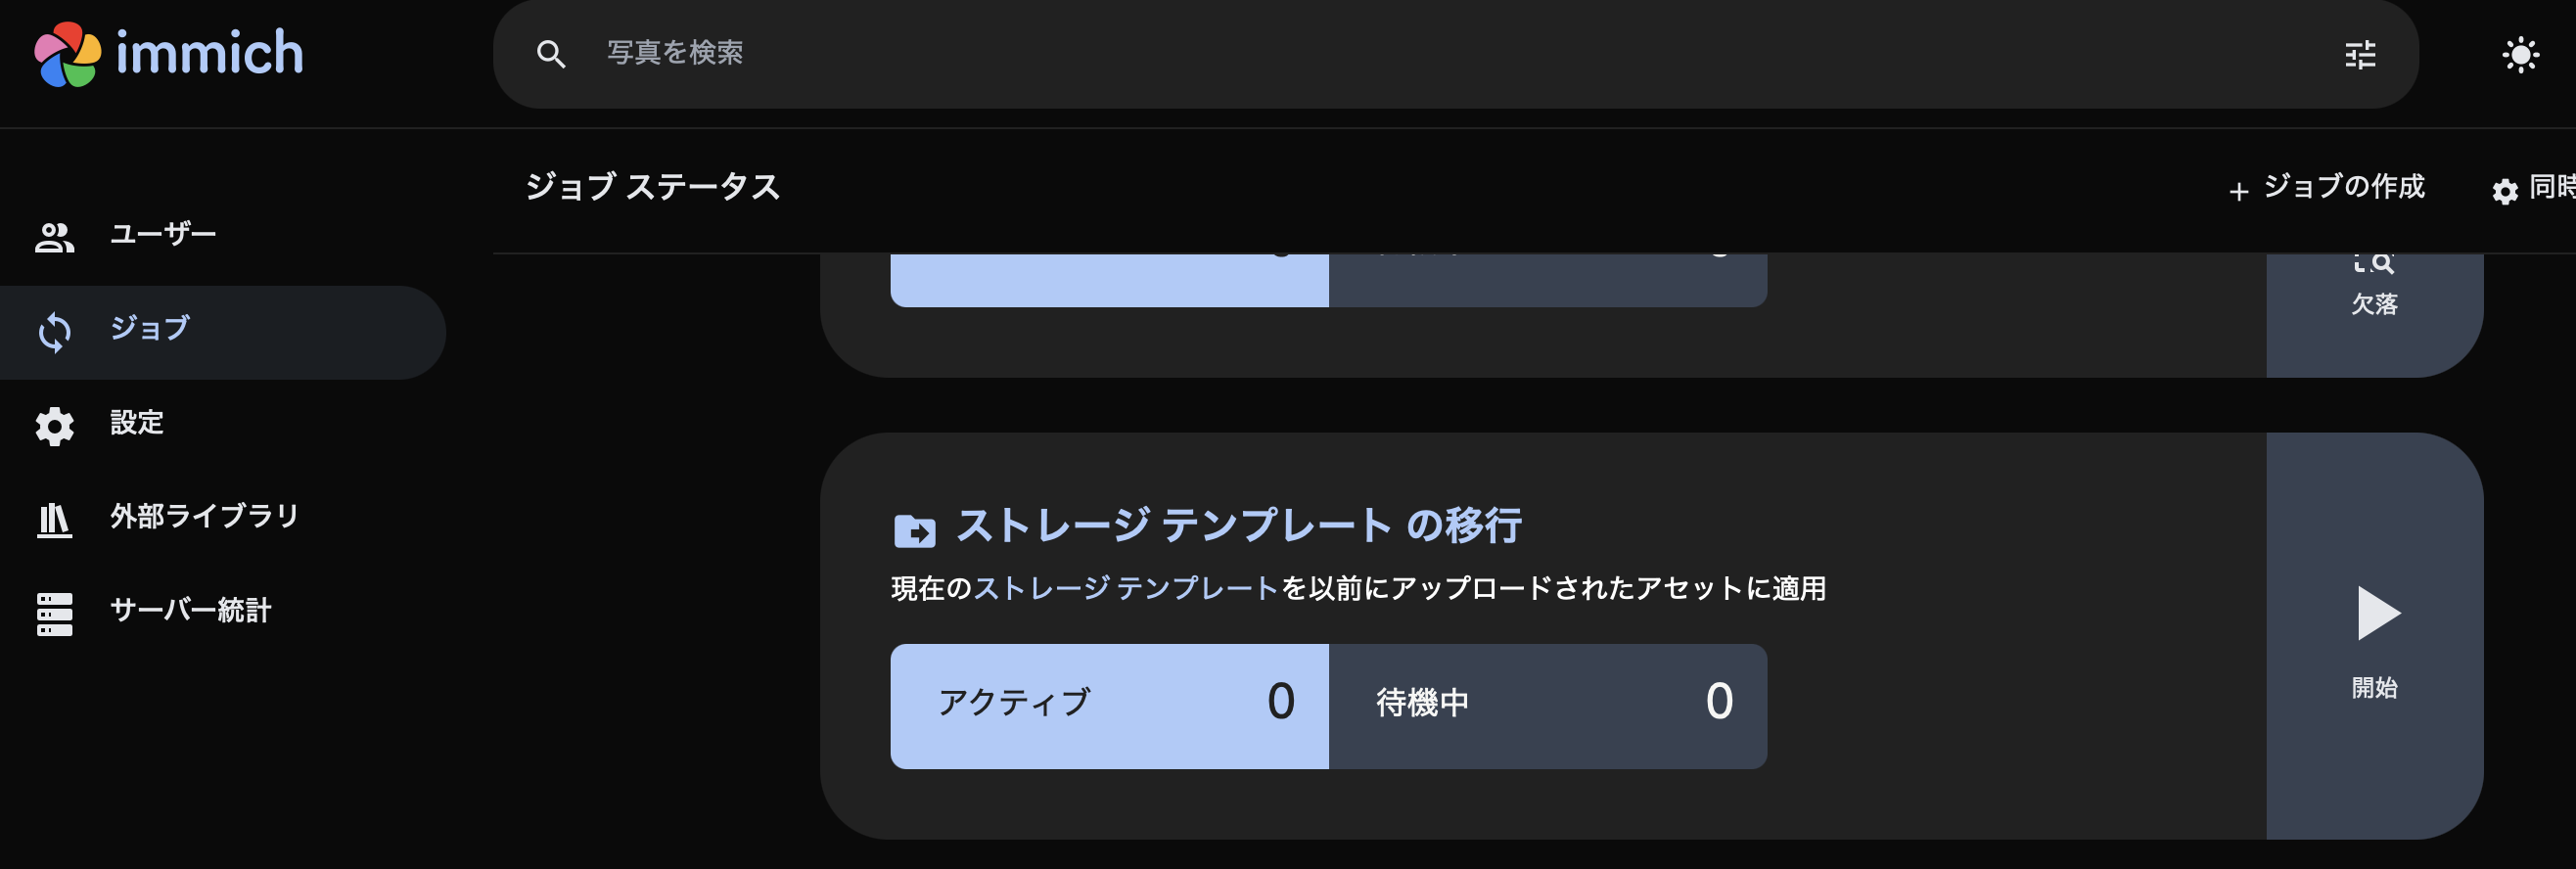 immich
写真を検索
ジョブ ステータス
+ ジョブの作成
同時
ユーザー
ジョブ
設定
外部ライブラリ
サーバー統計
欠落
ストレージ テンプレート の移行
現在のストレージ テンプレートを以前にアップロードされたアセットに適用
アクティブ 0
待機中 0
開始